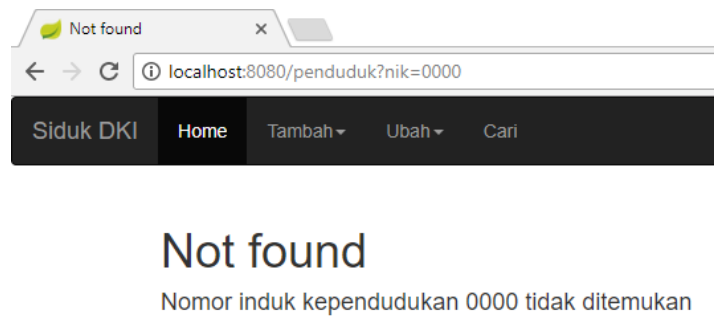 Not found
localhost:8080/penduduk?nik=0000
Siduk DKI Home Tambah Ubah Cari
Not found
Nomor induk kependudukan 0000 tidak ditemukan